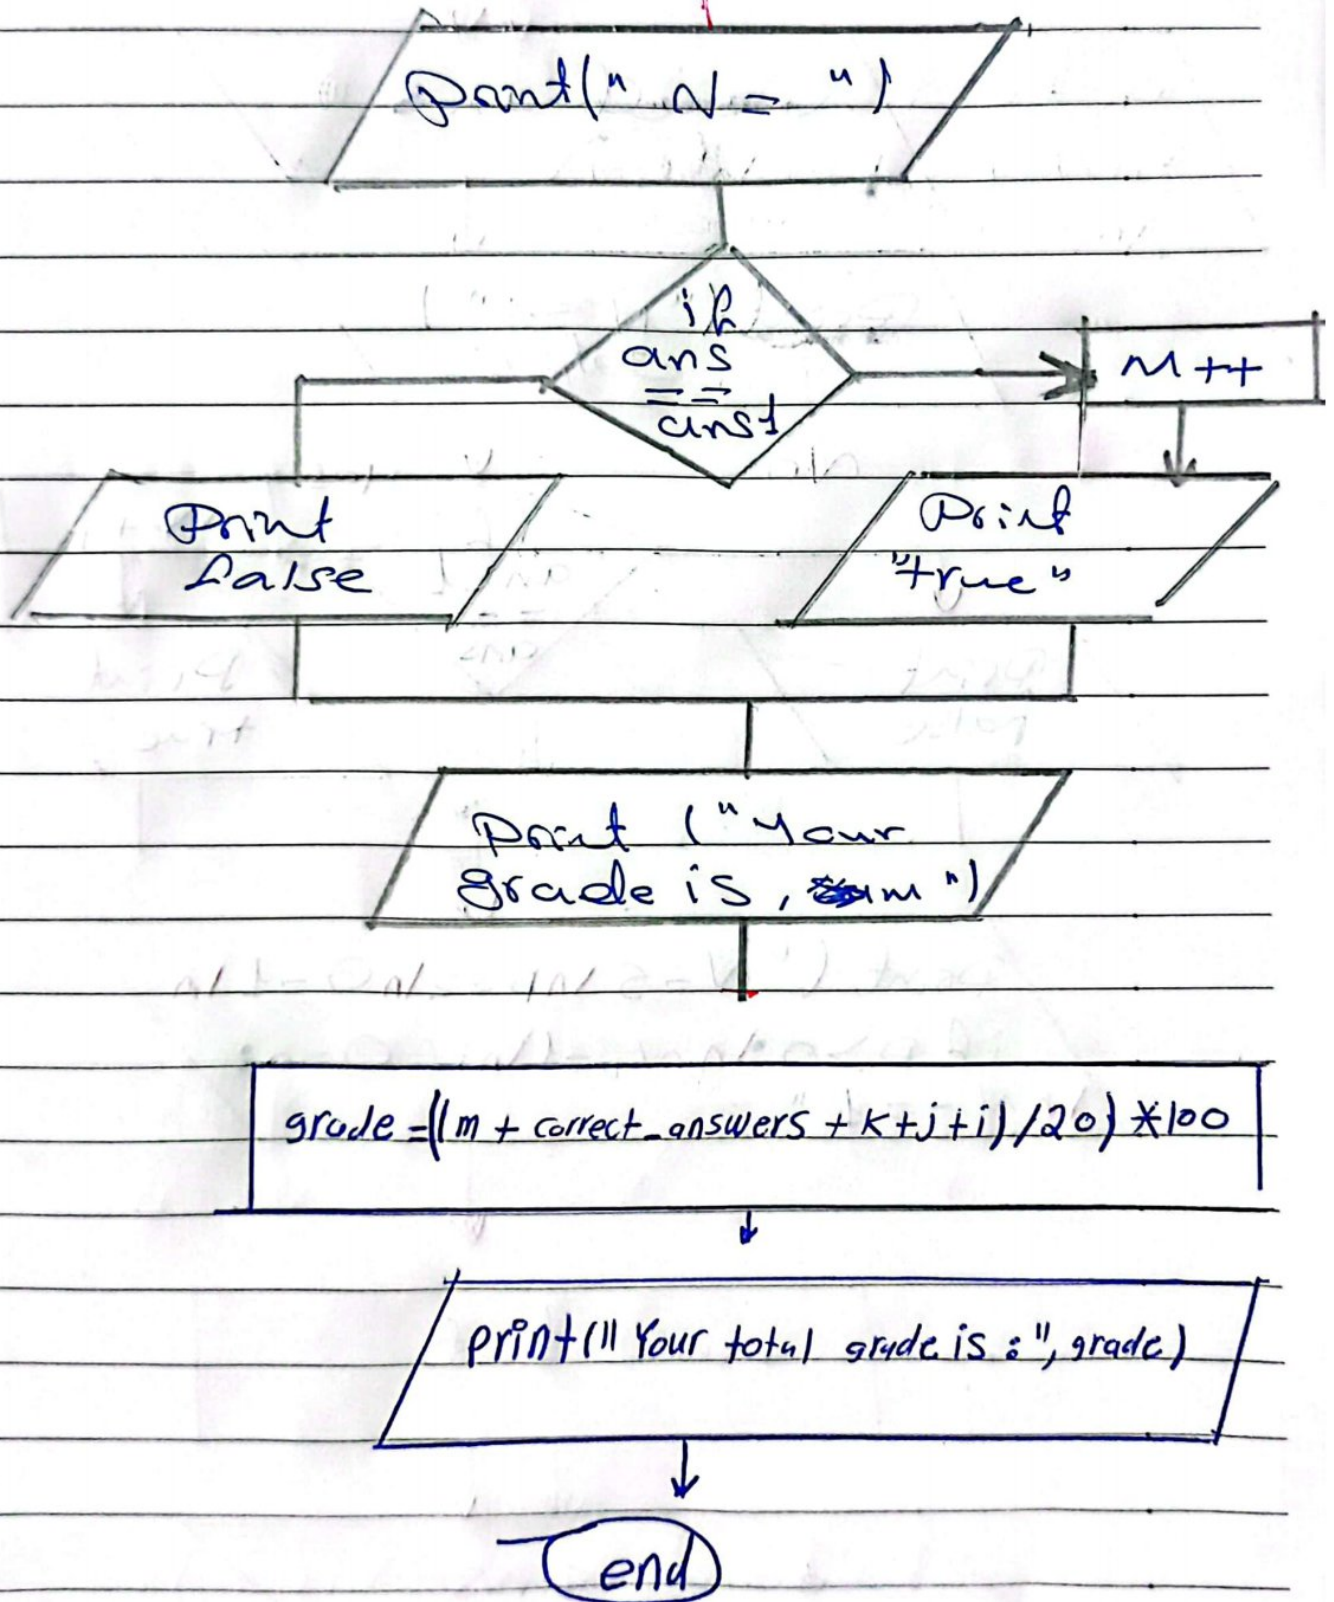 Print(" N = ")
if
ans
==
ans1
M++
Print
false
Print
"true"
Print ("Your
grade is, m")
grade=((m + correct_answers + k+j+i)/20)*100
print("Your total grade is :", grade)
end